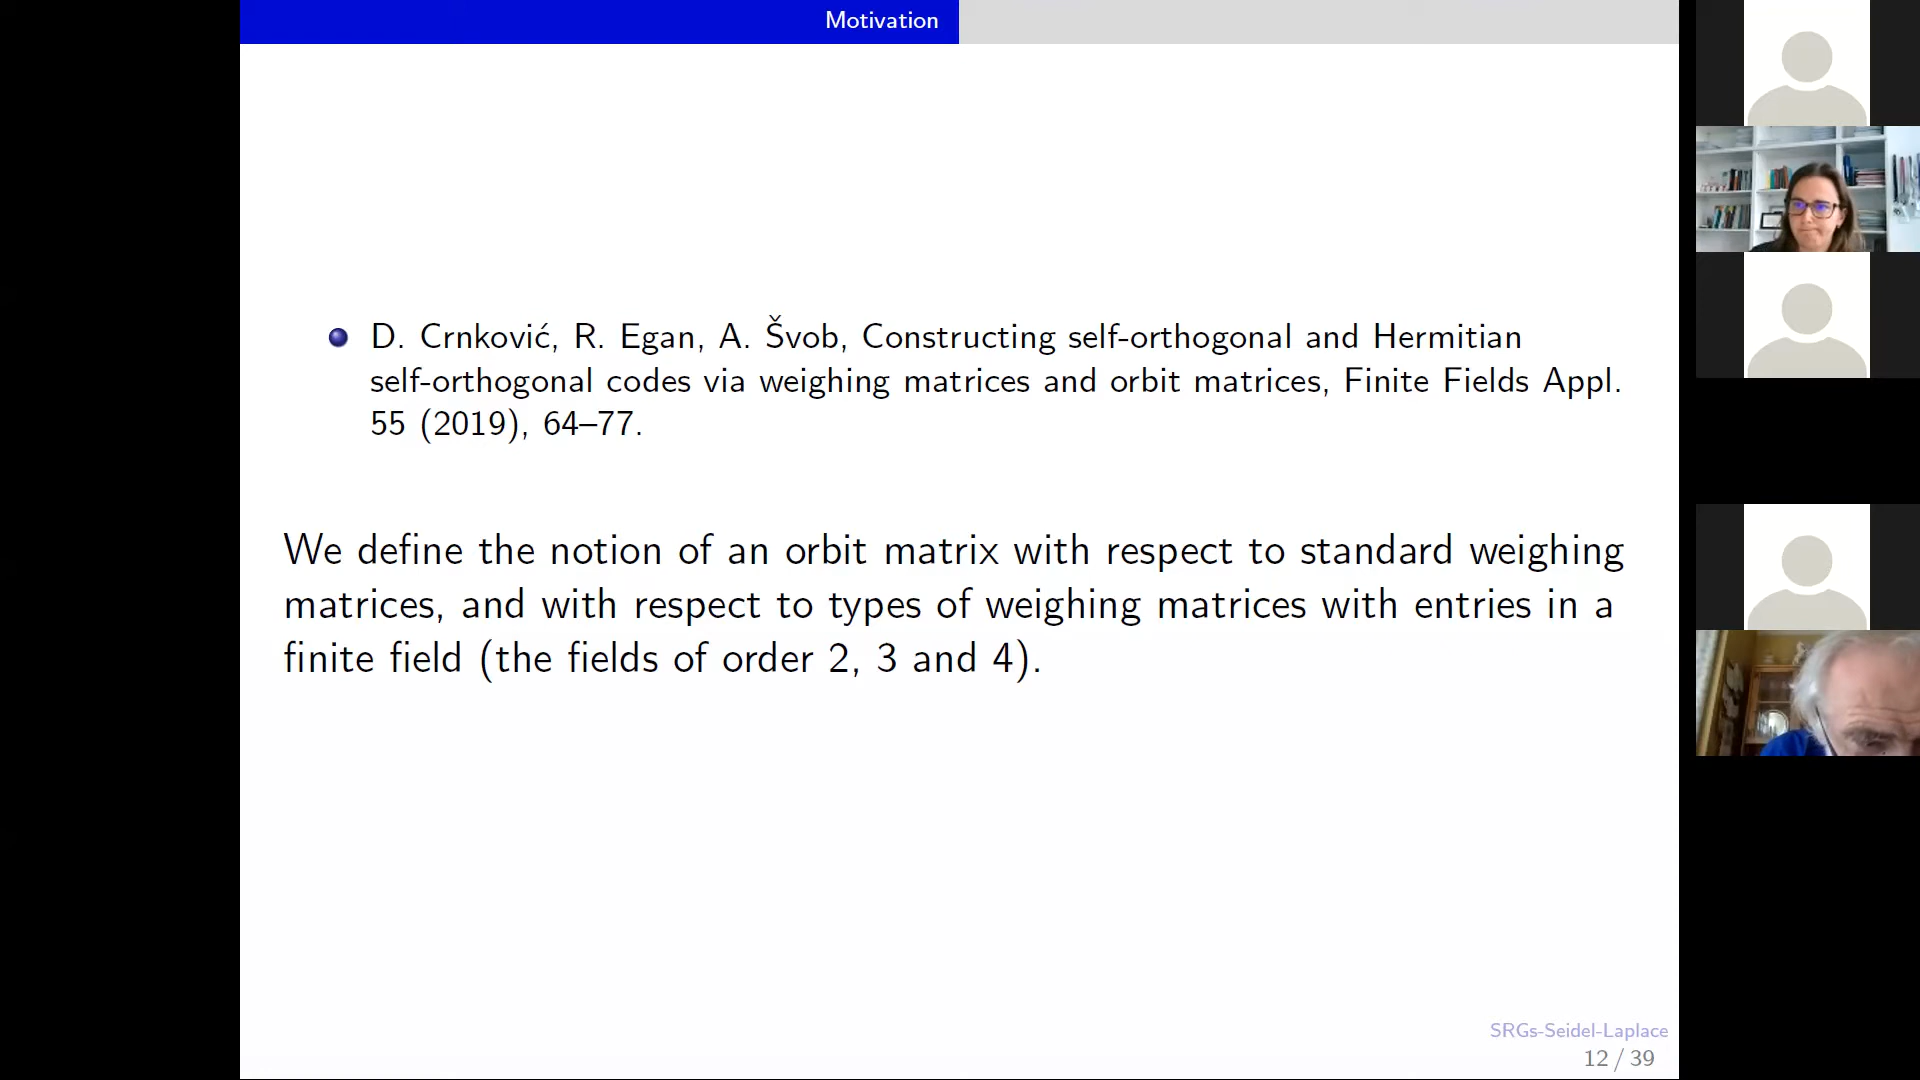 Motivation
D. Crnković, R. Egan, A. Švob, Constructing self-orthogonal and Hermitian
self-orthogonal codes via weighing matrices and orbit matrices, Finite Fields Appl.
55 (2019), 64–77.
We define the notion of an orbit matrix with respect to standard weighing
matrices, and with respect to types of weighing matrices with entries in a
finite field (the fields of order 2, 3 and 4).
SRGs-Seidel-Laplace
12 / 39